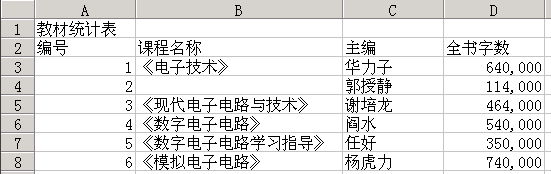 A B C D
1 教材统计表
2 编号 课程名称 主编 全书字数
3 1 《电子技术》 华力子 640,000
4 2 郭授静 114,000
5 3 《现代电子电路与技术》 谢培龙 464,000
6 4 《数字电子电路》 阎水 540,000
7 5 《数字电子电路学习指导》 任好 350,000
8 6 《模拟电子电路》 杨虎力 740,000